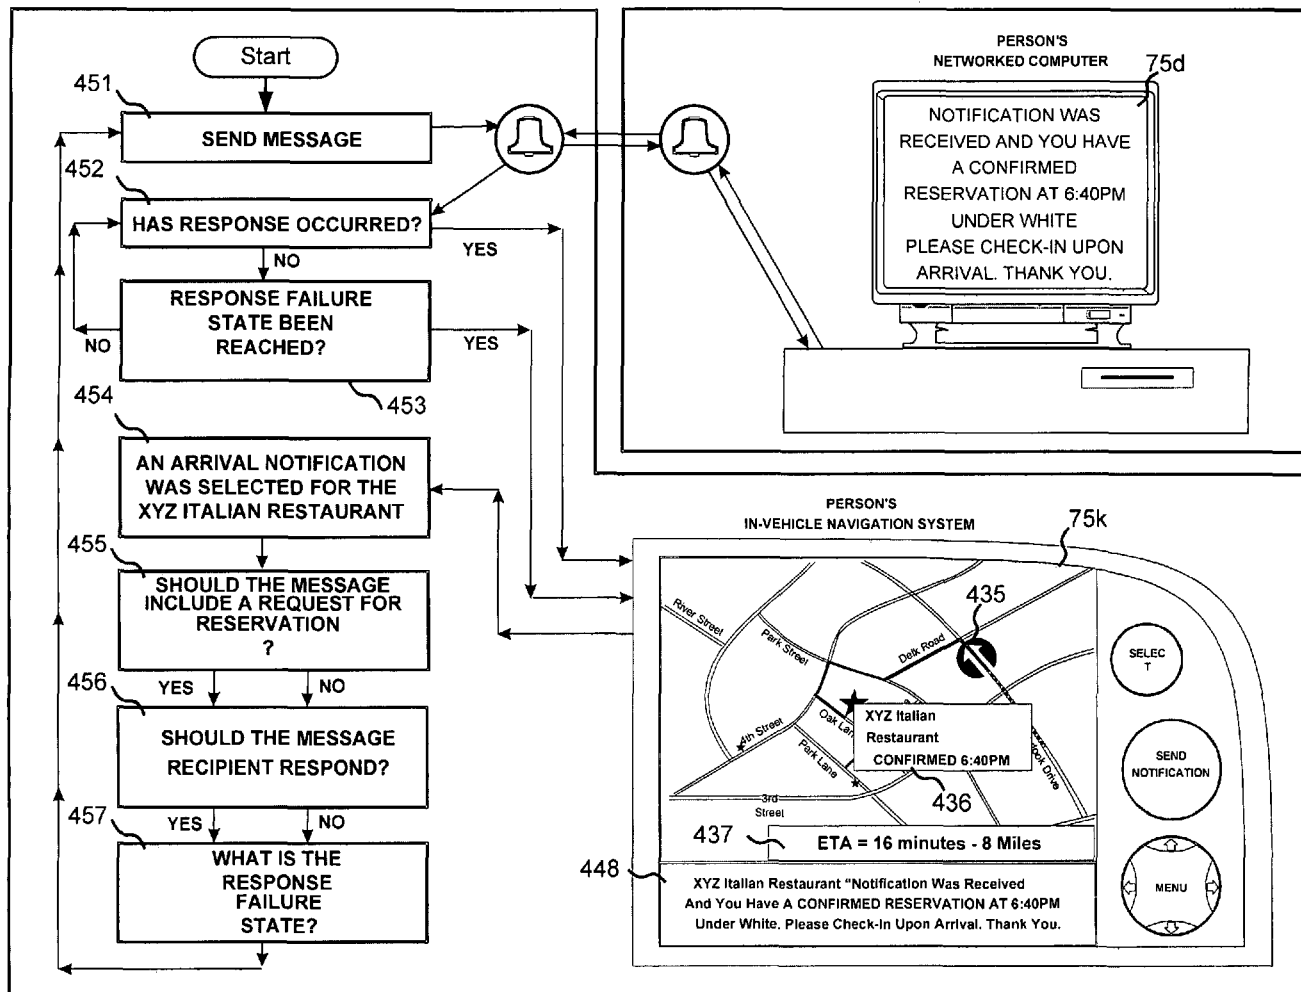 Start
451
SEND MESSAGE
452
HAS RESPONSE OCCURRED?
YES
NO
RESPONSE FAILURE
STATE BEEN
REACHED?
NO
YES
453
454
AN ARRIVAL NOTIFICATION
WAS SELECTED FOR THE
XYZ ITALIAN RESTAURANT
455
SHOULD THE MESSAGE
INCLUDE A REQUEST FOR
RESERVATION
?
YES
NO
456
SHOULD THE MESSAGE
RECIPIENT RESPOND?
YES
NO
457
WHAT IS THE
RESPONSE
FAILURE
STATE?
PERSON'S
NETWORKED COMPUTER
75d
NOTIFICATION WAS
RECEIVED AND YOU HAVE
A CONFIRMED
RESERVATION AT 6:40PM
UNDER WHITE
PLEASE CHECK-IN UPON
ARRIVAL. THANK YOU.
PERSON'S
IN-VEHICLE NAVIGATION SYSTEM
75k
435
River Street
Park Street
Delk Road
4th Street
Oak Lan
Park Lane
Drive
3rd
Street
XYZ Italian
Restaurant
CONFIRMED 6:40PM
436
437
ETA = 16 minutes - 8 Miles
448
XYZ Italian Restaurant “Notification Was Received
And You Have A CONFIRMED RESERVATION AT 6:40PM
Under White. Please Check-In Upon Arrival. Thank You.
SELEC
T
SEND
NOTIFICATION
MENU